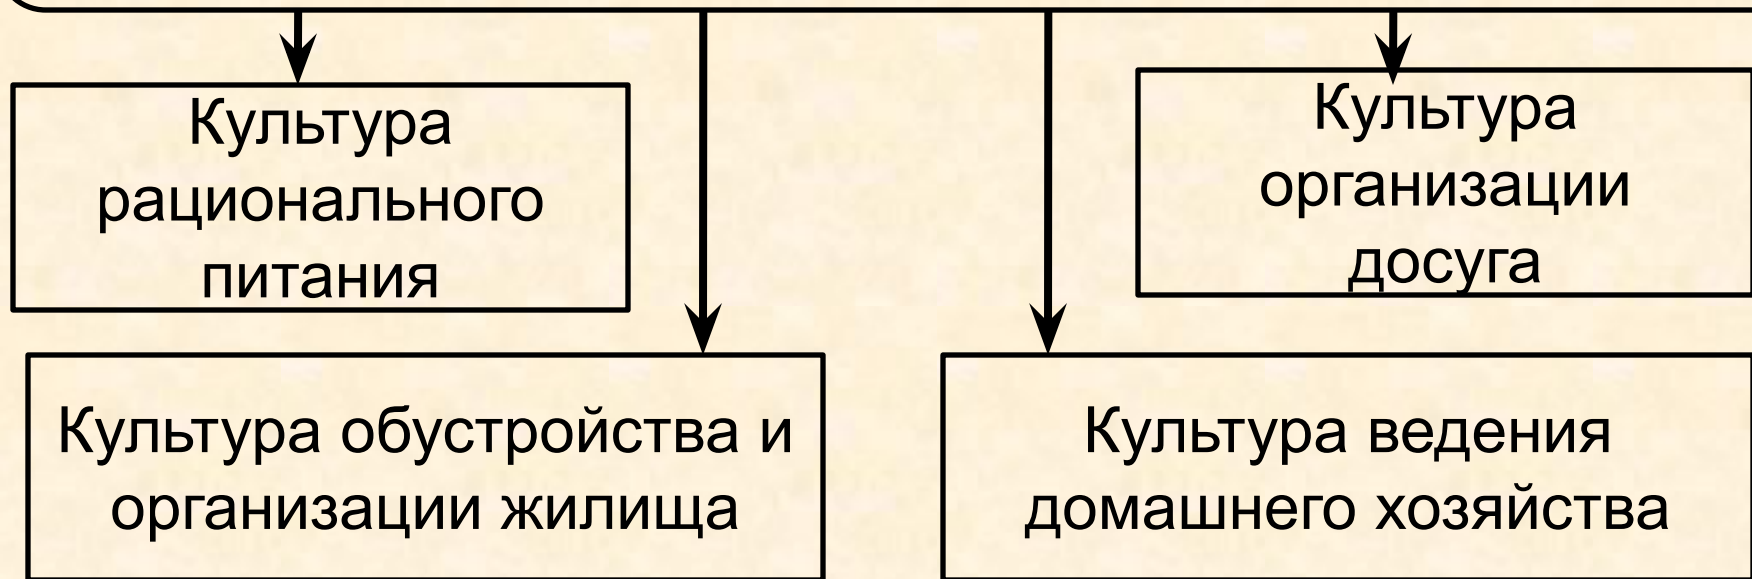 Культура
рационального
питания
Культура
организации
досуга
Культура обустройства и
организации жилища
Культура ведения
домашнего хозяйства